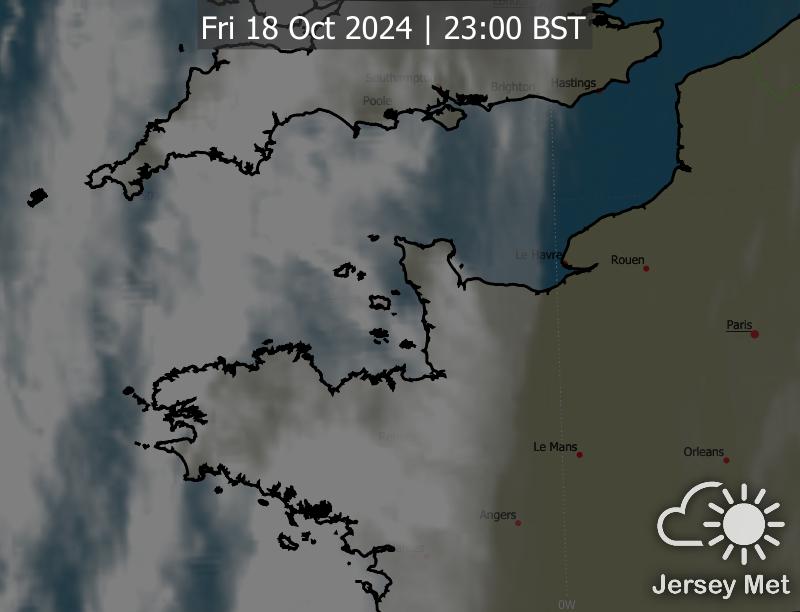 Fri 18 Oct 2024 | 23:00 BST
Southampt
Brighton
Hastings
Poole
Le Havre
Rouen
Paris
Le Mans
Orleans
Angers
Jersey Met
0W